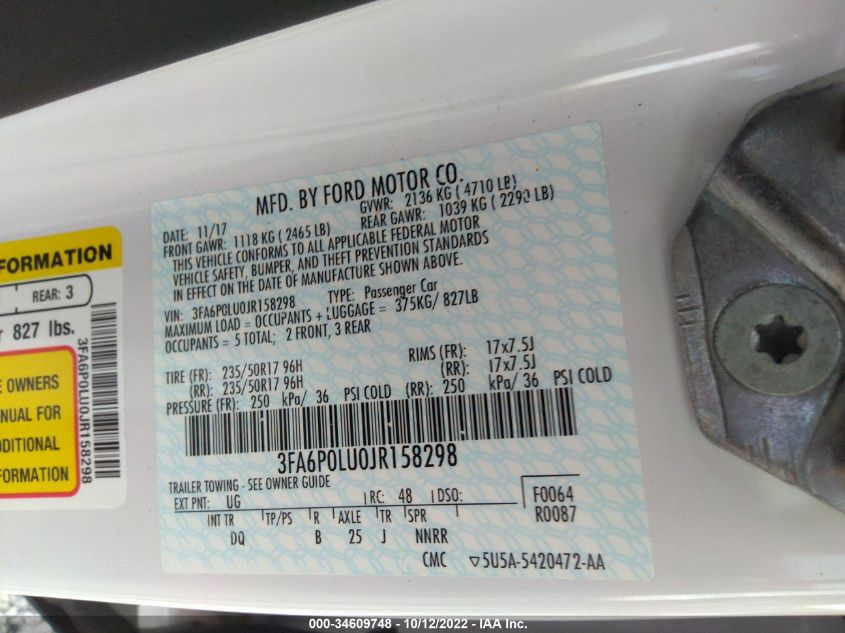 MFD. BY FORD MOTOR CO.
DATE: 11/17 GVWR: 2136 KG ( 4710 LB)
FRONT GAWR: 1118 KG ( 2465 LB) REAR GAWR: 1039 KG ( 2290 LB)
THIS VEHICLE CONFORMS TO ALL APPLICABLE FEDERAL MOTOR
VEHICLE SAFETY, BUMPER, AND THEFT PREVENTION STANDARDS
IN EFFECT ON THE DATE OF MANUFACTURE SHOWN ABOVE.
VIN: 3FA6P0LU0JR158298 TYPE: Passenger Car
MAXIMUM LOAD = OCCUPANTS + LUGGAGE = 375KG/ 827LB
OCCUPANTS = 5 TOTAL; 2 FRONT, 3 REAR
TIRE (FR): 235/50R17 96H RIMS (FR): 17x7.5J
(RR): 235/50R17 96H (RR): 17x7.5J
PRESSURE (FR): 250 kPa/ 36 PSI COLD (RR): 250 kPa/ 36 PSI COLD
3FA6P0LU0JR158298
TRAILER TOWING - SEE OWNER GUIDE
EXT PNT: UG RC: 48 DSO: F0064
R0087
INT TR TP/PS R AXLE TR SPR
DQ B 25 J NNRR
CMC 5U5A-5420472-AA
FORMATION
REAR: 3
827 lbs.
3FA6P0LU0JR158298
E OWNERS
NUAL FOR
DITIONAL
FORMATION
000-34609748 - 10/12/2022 - IAA Inc.